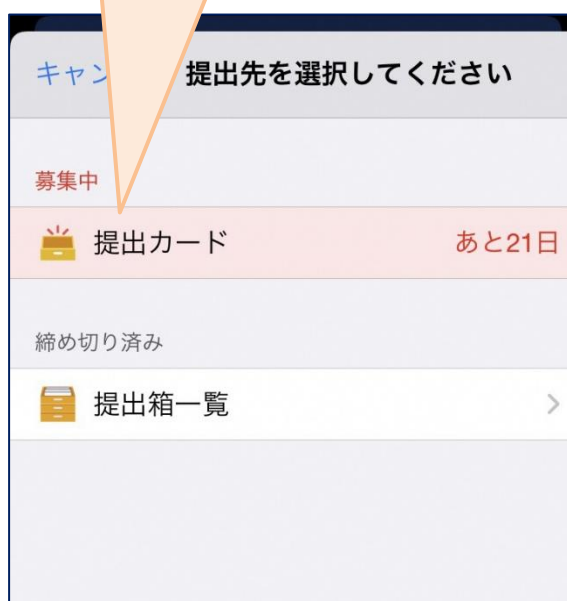 キャン
提出先を選択してください
募集中
提出カード
あと21日
締め切り済み
提出箱一覧